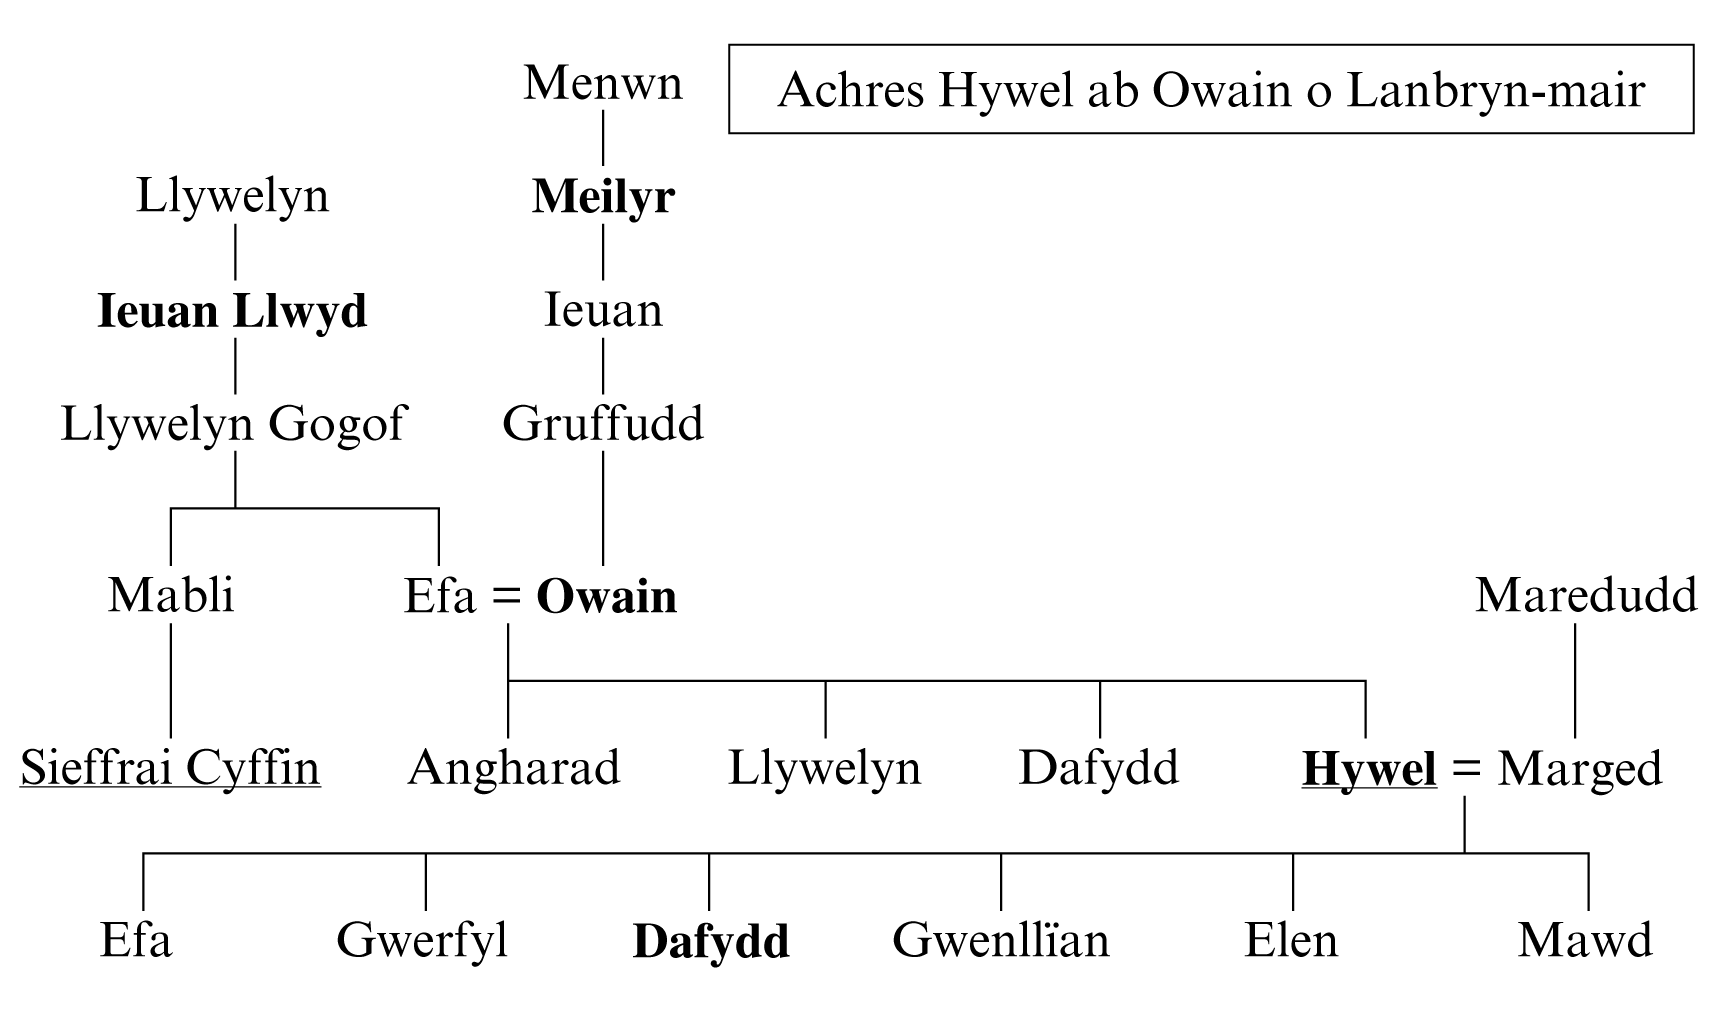 Menwn
Achres Hywel ab Owain o Lanbryn-mair
Llywelyn
Meilyr
Ieuan Llwyd
Ieuan
Llywelyn Gogof
Gruffudd
Mabli
Efa = Owain
Maredudd
Sieffrai Cyffin
Angharad
Llywelyn
Dafydd
Hywel = Marged
Efa
Gwerfyl
Dafydd
Gwenllïan
Elen
Mawd